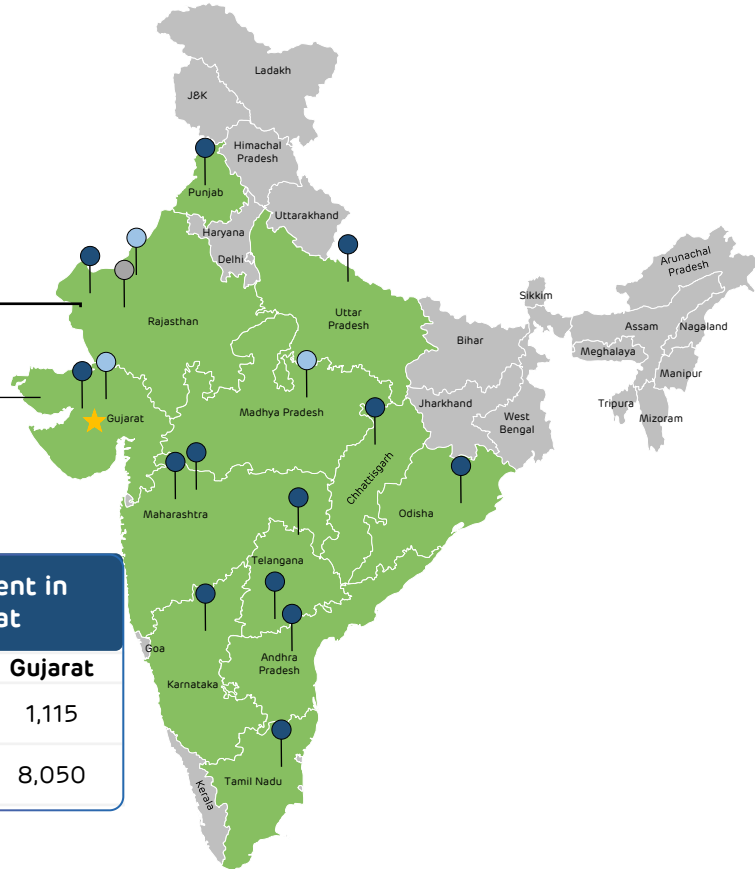 Ladakh
J&K
Himachal
Pradesh
Punjab
Uttarakhand
Haryana
Delhi
Arunachal
Pradesh
Sikkim
Rajasthan
Uttar
Pradesh
Bihar
Assam
Nagaland
Meghalaya
Manipur
Tripura
Mizoram
Gujarat
Madhya Pradesh
Jharkhand
West
Bengal
Chhattisgarh
Maharashtra
Odisha
Telangana
ent in
at
Gujarat
1,115
8,050
Goa
Karnataka
Andhra
Pradesh
Tamil Nadu
Kerala